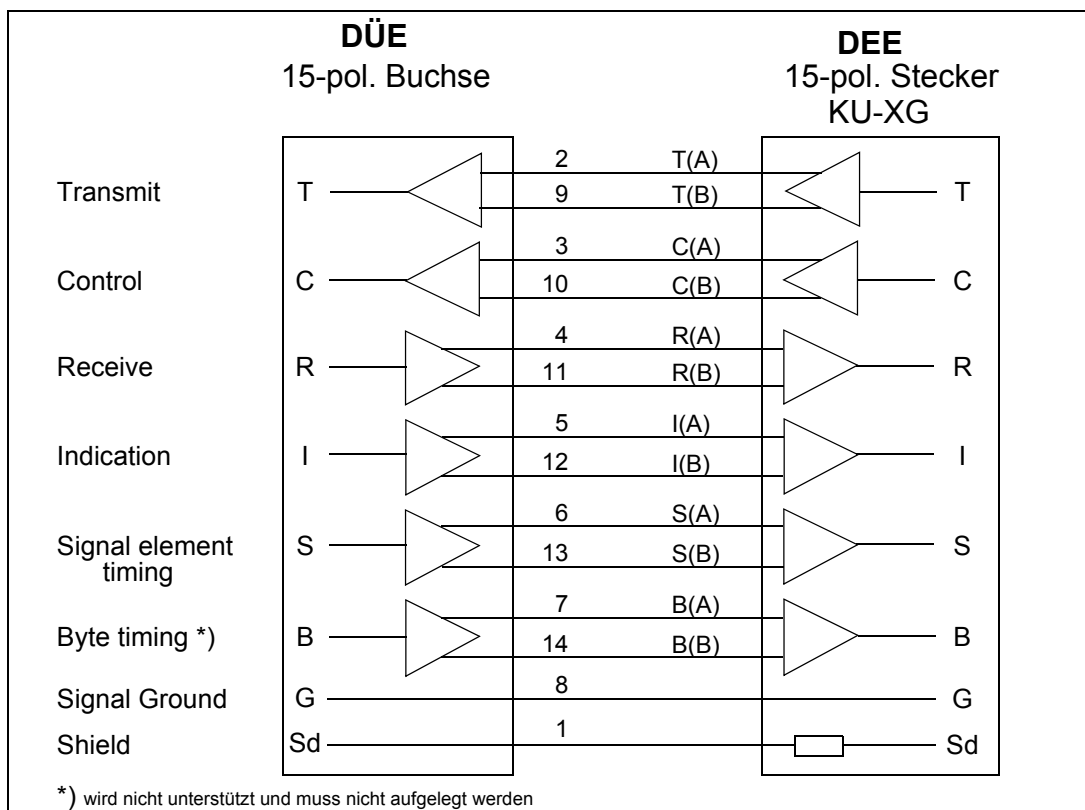 DÜE DEE
15-pol. Buchse 15-pol. Stecker
KU-XG
2 T(A)
Transmit T 9 T(B) T
3 C(A)
Control C 10 C(B) C
4 R(A)
Receive R 11 R(B) R
5 I(A)
Indication I 12 I(B) I
6 S(A)
Signal element S 13 S(B) S
timing
7 B(A)
Byte timing *) B 14 B(B) B
8
Signal Ground G G
1
Shield Sd Sd
*) wird nicht unterstützt und muss nicht aufgelegt werden